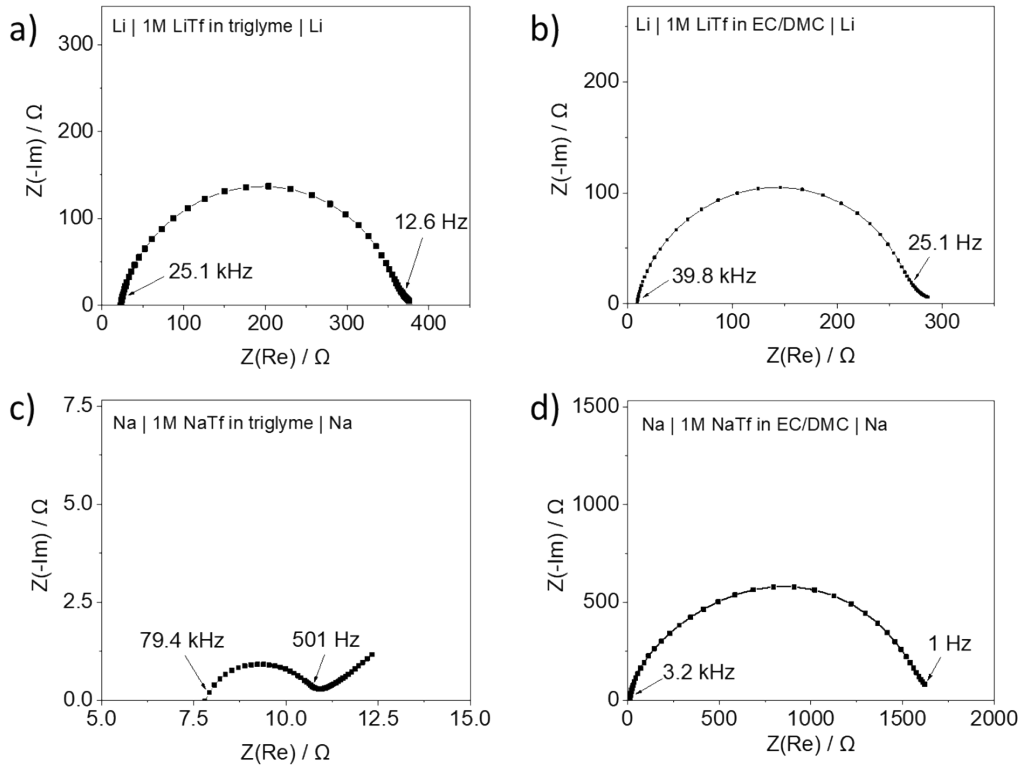 a)
Li | 1M LiTf in triglyme | Li
300
200
100
0
0
100
200
300
400
Z(-Im) / Ω
Z(Re) / Ω
25.1 kHz
12.6 Hz
b)
Li | 1M LiTf in EC/DMC | Li
200
100
0
0
100
200
300
Z(-Im) / Ω
Z(Re) / Ω
39.8 kHz
25.1 Hz
c)
Na | 1M NaTf in triglyme | Na
7.5
5.0
2.5
0.0
5.0
7.5
10.0
12.5
15.0
Z(-Im) / Ω
Z(Re) / Ω
79.4 kHz
501 Hz
d)
Na | 1M NaTf in EC/DMC | Na
1500
1000
500
0
0
500
1000
1500
2000
Z(-Im) / Ω
Z(Re) / Ω
3.2 kHz
1 Hz